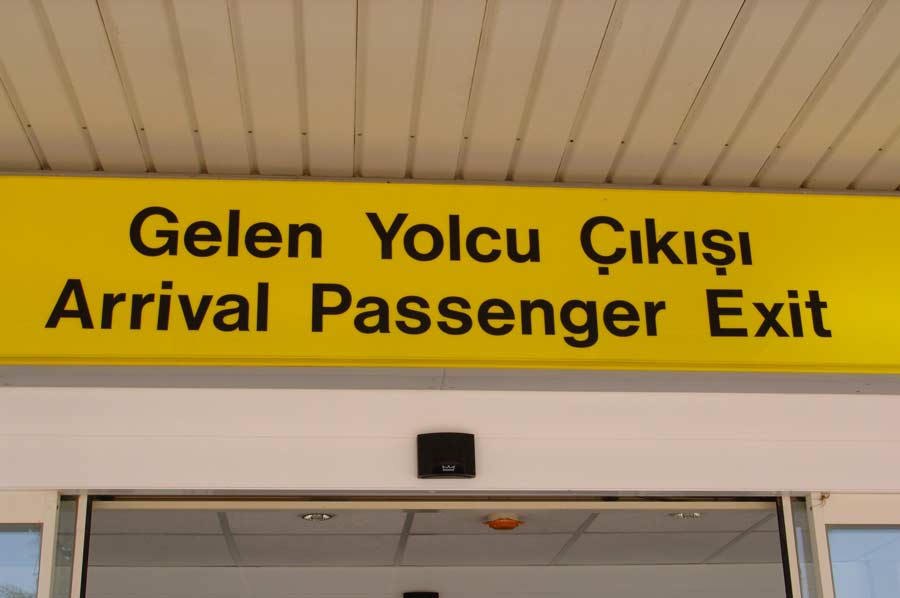 Gelen Yolcu Çıkışı
Arrival Passenger Exit